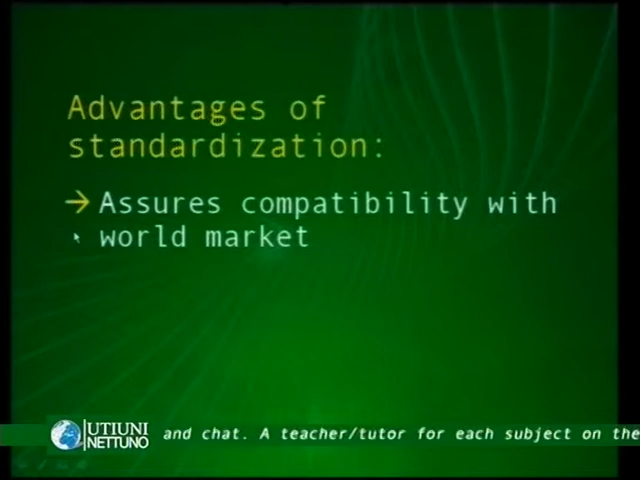 Advantages of
standardization:
→ Assures compatibility with
world market
UTIUNI
NETTUNO
and chat. A teacher/tutor for each subject on the